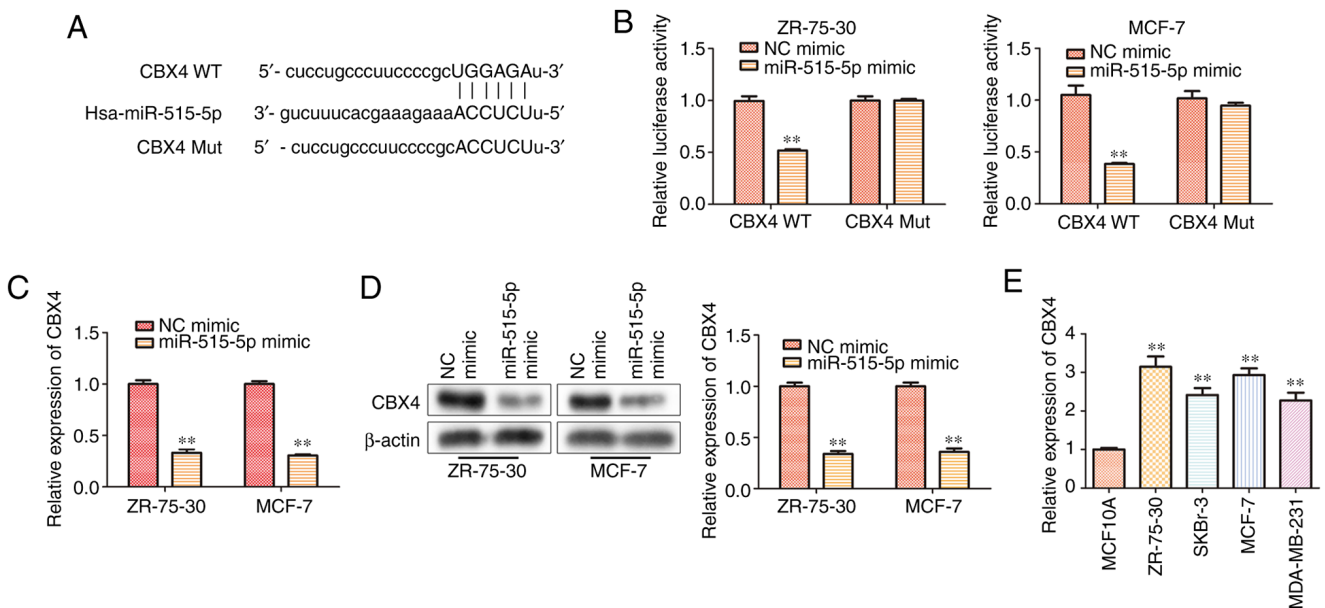 A
CBX4 WT 5′- cuccugcccuuccccgcUGGAGAu-3′
Hsa-miR-515-5p 3′- gucuuucacgaaagaaaACCUCUu-5′
CBX4 Mut 5′ - cuccugcccuuccccgcACCUCUu-3′
B
ZR-75-30
NC mimic
miR-515-5p mimic
Relative luciferase activity
1.5
1.0
0.5
0.0
**
CBX4 WT CBX4 Mut
MCF-7
NC mimic
miR-515-5p mimic
Relative luciferase activity
1.5
1.0
0.5
0.0
**
CBX4 WT CBX4 Mut
C
Relative expression of CBX4
NC mimic
miR-515-5p mimic
1.5
1.0
0.5
0.0
** **
ZR-75-30 MCF-7
D
NC
mimic
miR-515-5p
mimic
NC
mimic
miR-515-5p
mimic
CBX4
β-actin
ZR-75-30 MCF-7
Relative expression of CBX4
NC mimic
miR-515-5p mimic
1.5
1.0
0.5
0.0
** **
ZR-75-30 MCF-7
E
Relative expression of CBX4
4
3
2
1
0
** ** ** **
MCF10A
ZR-75-30
SKBr-3
MCF-7
MDA-MB-231